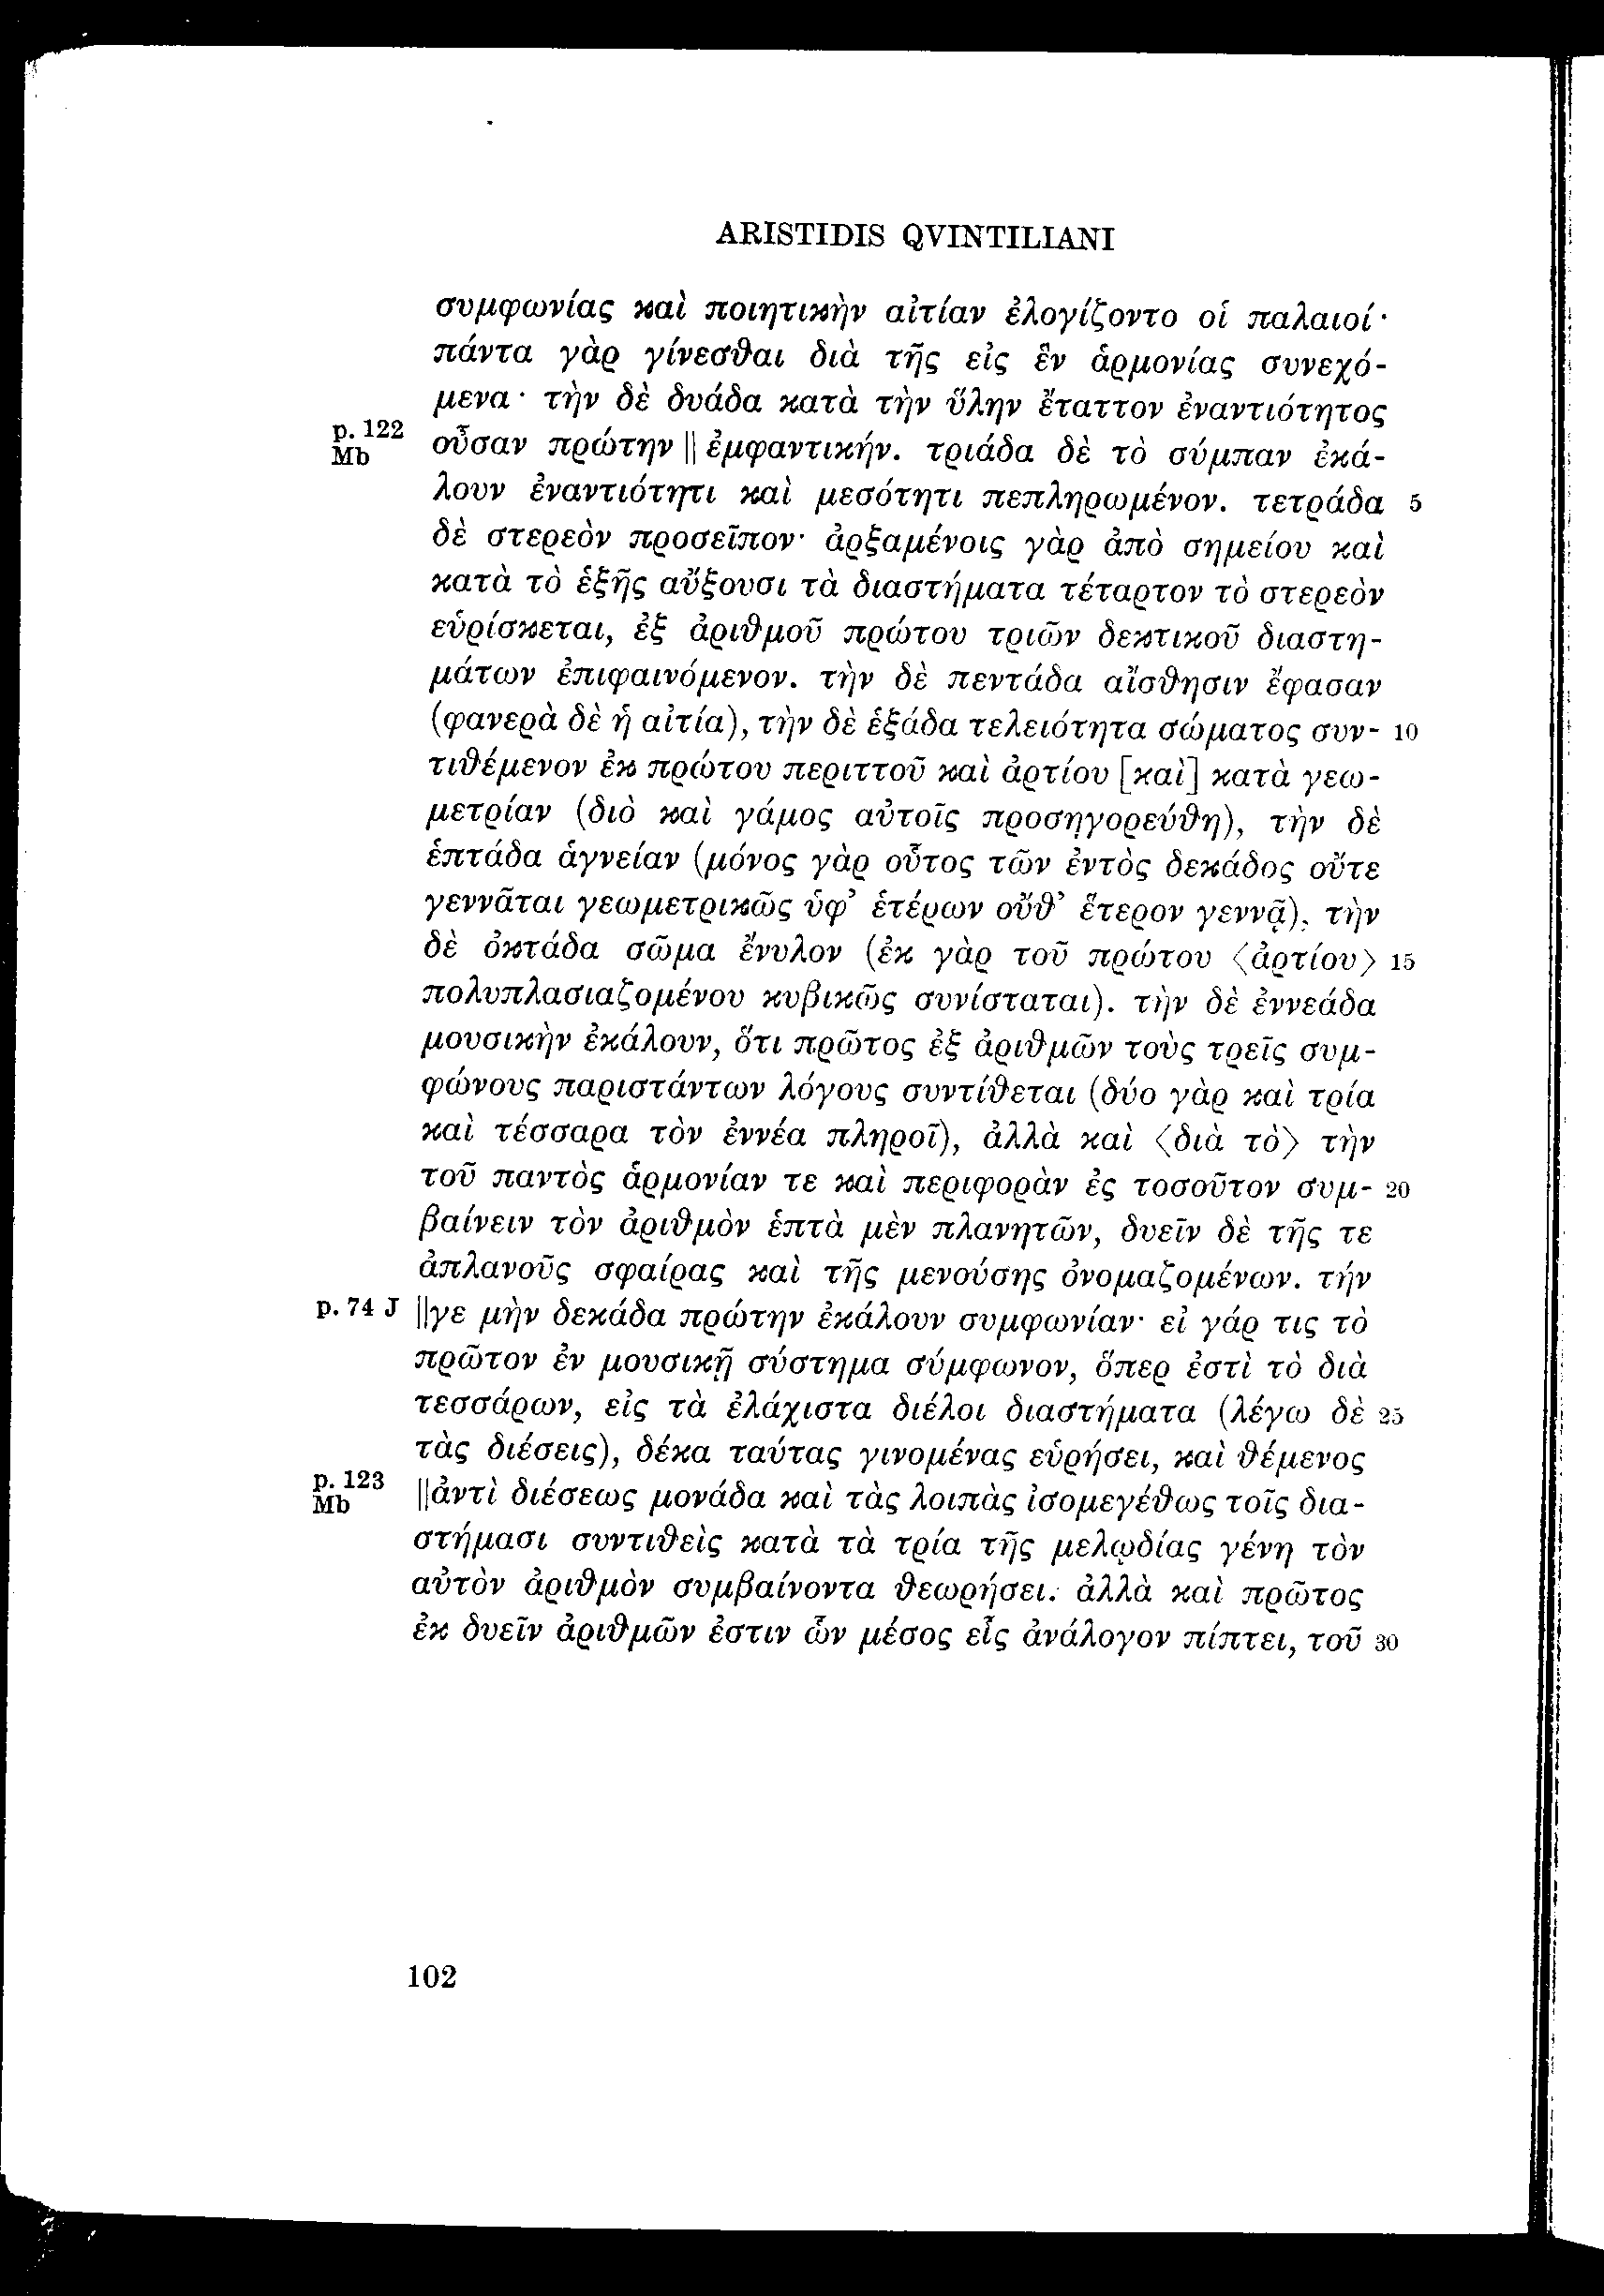 ARISTIDIS QVINTILIANI
συμφωνίας καὶ ποιητικὴν αἰτίαν ἐλογίζοντο οἱ παλαιοί·
πάντα γὰρ γίνεσθαι διὰ τῆς εἰς ἓν ἁρμονίας συνεχό-
μενα· τὴν δὲ δυάδα κατὰ τὴν ὕλην ἔταττον ἐναντιότητος
p. 122
Mb
οὖσαν πρώτην || ἐμφαντικήν. τριάδα δὲ τὸ σύμπαν ἐκά-
λουν ἐναντιότητι καὶ μεσότητι πεπληρωμένον. τετράδα 5
δὲ στερεὸν προσεῖπον· ἀρξαμένοις γὰρ ἀπὸ σημείου καὶ
κατὰ τὸ ἑξῆς αὔξουσι τὰ διαστήματα τέταρτον τὸ στερεὸν
εὑρίσκεται, ἐξ ἀριθμοῦ πρώτου τριῶν δεκτικοῦ διαστη-
μάτων ἐπιφαινόμενον. τὴν δὲ πεντάδα αἴσθησιν ἔφασαν
(φανερὰ δὲ ἡ αἰτία), τὴν δὲ ἑξάδα τελειότητα σώματος συν- 10
τιθέμενον ἐκ πρώτου περιττοῦ καὶ ἀρτίου [καὶ] κατὰ γεω-
μετρίαν (διὸ καὶ γάμος αὐτοῖς προσηγορεύθη), τὴν δὲ
ἑπτάδα ἁγνείαν (μόνος γὰρ οὗτος τῶν ἐντὸς δεκάδος οὔτε
γεννᾶται γεωμετρικῶς ὑφ’ ἑτέρων οὔθ’ ἕτερον γεννᾷ), τὴν
δὲ ὀκτάδα σῶμα ἔνυλον (ἐκ γὰρ τοῦ πρώτου ⟨ἀρτίου⟩ 15
πολυπλασιαζομένου κυβικῶς συνίσταται). τὴν δὲ ἐννεάδα
μουσικὴν ἐκάλουν, ὅτι πρῶτος ἐξ ἀριθμῶν τοὺς τρεῖς συμ-
φώνους παριστάντων λόγους συντίθεται (δύο γὰρ καὶ τρία
καὶ τέσσαρα τὸν ἐννέα πληροῖ), ἀλλὰ καὶ ⟨διὰ τὸ⟩ τὴν
τοῦ παντὸς ἁρμονίαν τε καὶ περιφορὰν ἐς τοσοῦτον συμ- 20
βαίνειν τὸν ἀριθμὸν ἑπτὰ μὲν πλανητῶν, δυεῖν δὲ τῆς τε
ἀπλανοῦς σφαίρας καὶ τῆς μενούσης ὀνομαζομένων. τήν
p. 74 J ||γε μὴν δεκάδα πρώτην ἐκάλουν συμφωνίαν· εἰ γάρ τις τὸ
πρῶτον ἐν μουσικῇ σύστημα σύμφωνον, ὅπερ ἐστὶ τὸ διὰ
τεσσάρων, εἰς τὰ ἐλάχιστα διέλοι διαστήματα (λέγω δὲ 25
τὰς διέσεις), δέκα ταύτας γινομένας εὑρήσει, καὶ θέμενος
p. 123
Mb
||ἀντὶ διέσεως μονάδα καὶ τὰς λοιπὰς ἰσομεγέθως τοῖς δια-
στήμασι συντιθεὶς κατὰ τὰ τρία τῆς μελῳδίας γένη τὸν
αὐτὸν ἀριθμὸν συμβαίνοντα θεωρήσει. ἀλλὰ καὶ πρῶτος
ἐκ δυεῖν ἀριθμῶν ἐστιν ὧν μέσος εἷς ἀνάλογον πίπτει, τοῦ 30
102